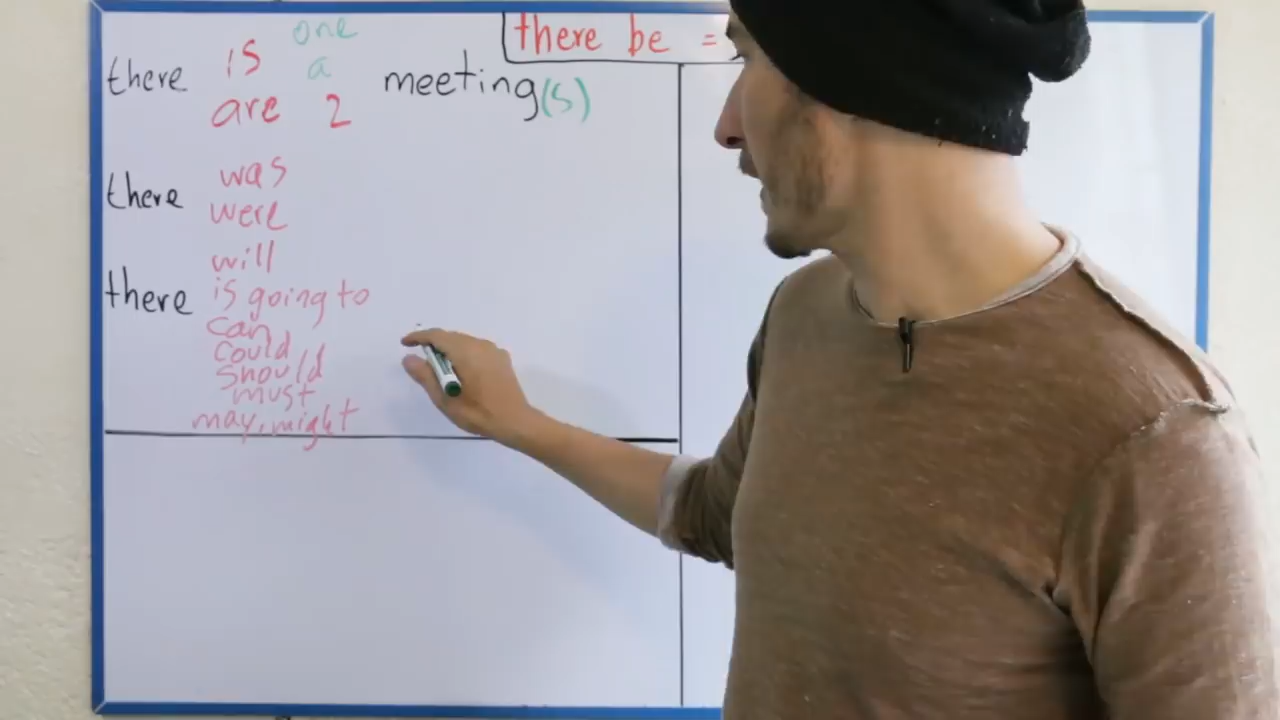 there be =
one
there is a meeting(s)
are 2
was
there were
will
there is going to
can
could
should
must
may, might